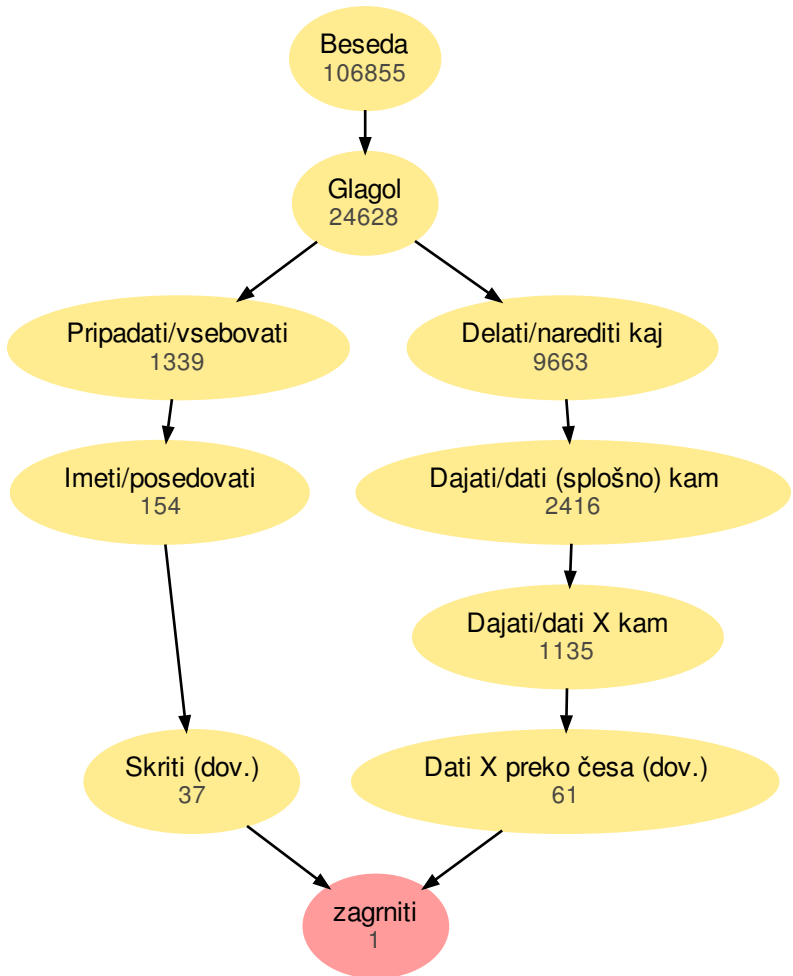 Beseda
106855
Glagol
24628
Pripadati/vsebovati
1339
Delati/narediti kaj
9663
Imeti/posedovati
154
Dajati/dati (splošno) kam
2416
Dajati/dati X kam
1135
Skriti (dov.)
37
Dati X preko česa (dov.)
61
zagrniti
1